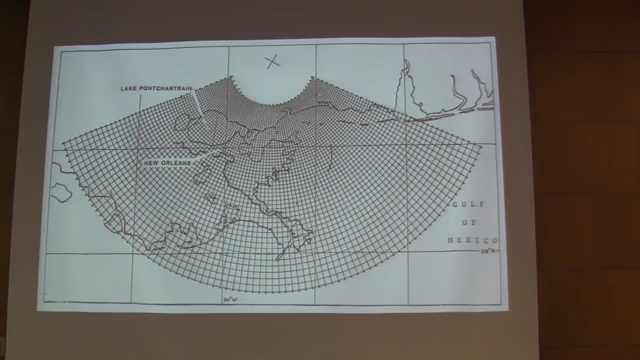 LAKE PONTCHARTRAIN
NEW ORLEANS
GULF
OF
MEXICO